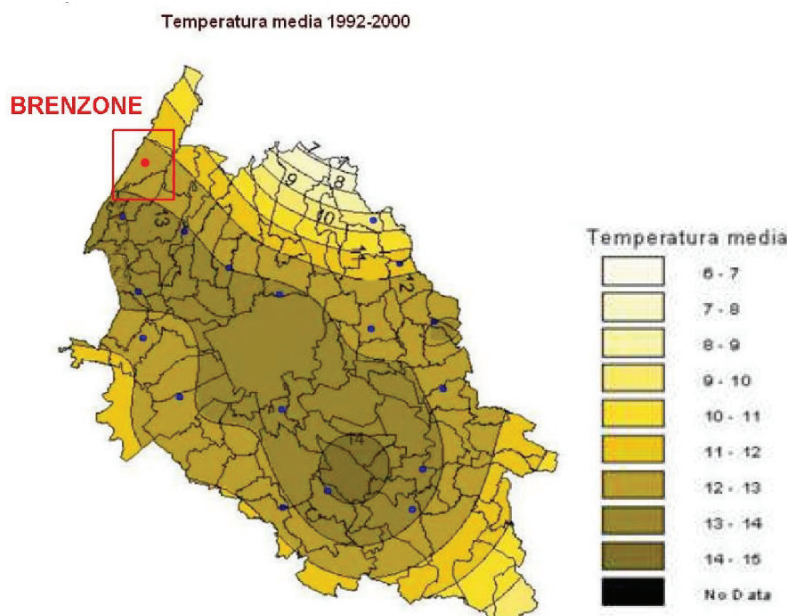 Temperatura media 1992-2000
BRENZONE
7
8
9
10
11
12
13
14
Temperatura media
6 - 7
7 - 8
8 - 9
9 - 10
10 - 11
11 - 12
12 - 13
13 - 14
14 - 15
No Data